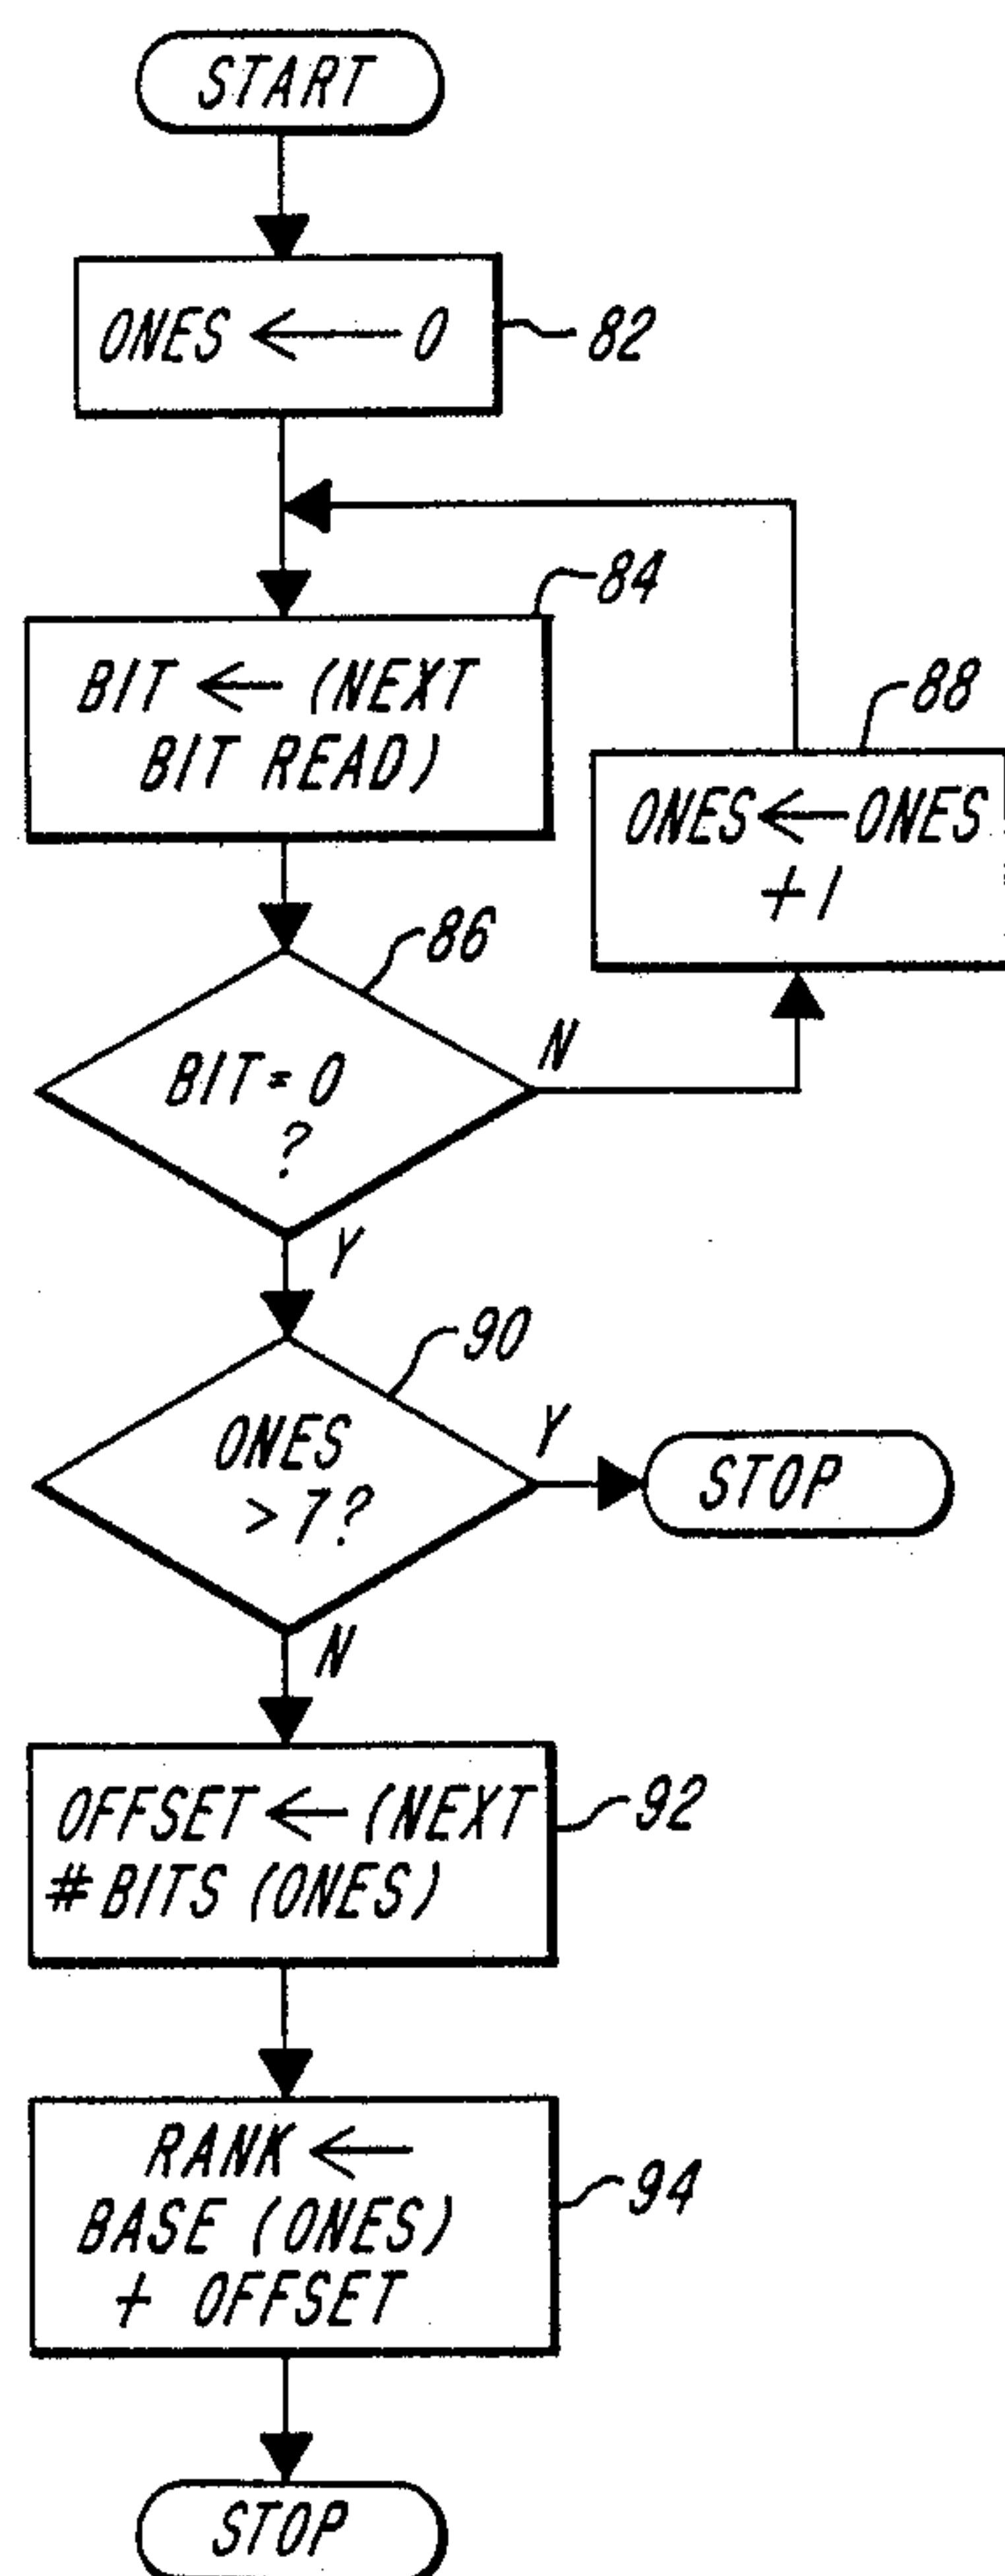 START
ONES ← 0
82
84
BIT ← (NEXT
BIT READ)
88
ONES ← ONES
+1
86
BIT = 0
?
N
Y
90
ONES
> 7?
Y
STOP
N
OFFSET ← (NEXT
# BITS (ONES)
92
RANK ←
BASE (ONES)
+ OFFSET
94
STOP